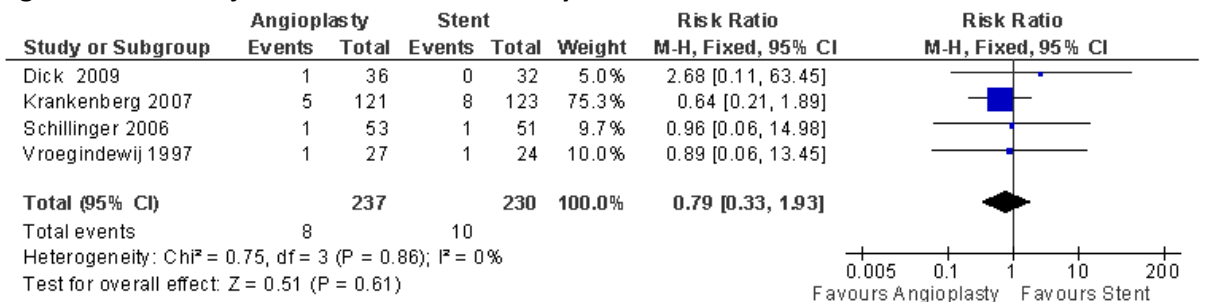 Angioplasty Stent Risk Ratio Risk Ratio
Study or Subgroup Events Total Events Total Weight M-H, Fixed, 95% CI M-H, Fixed, 95% CI
Dick 2009 1 36 0 32 5.0% 2.68 [0.11, 63.45]
Krankenberg 2007 5 121 8 123 75.3% 0.64 [0.21, 1.89]
Schillinger 2006 1 53 1 51 9.7% 0.96 [0.06, 14.98]
Vroegindewij 1997 1 27 1 24 10.0% 0.89 [0.06, 13.45]
Total (95% CI) 237 230 100.0% 0.79 [0.33, 1.93]
Total events 8 10
Heterogeneity: Chi² = 0.75, df = 3 (P = 0.86); I² = 0%
Test for overall effect: Z = 0.51 (P = 0.61)
0.005 0.1 1 10 200
Favours Angioplasty Favours Stent